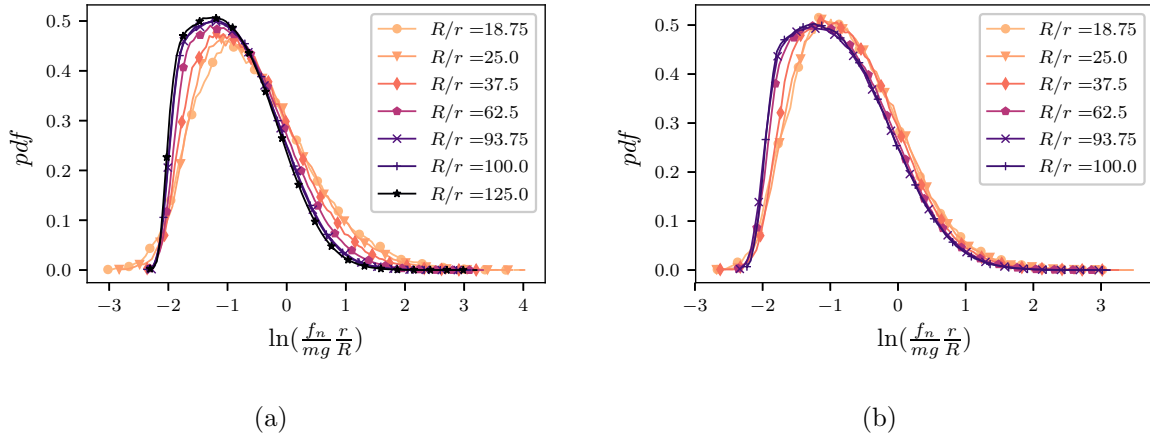 0.5
0.4
0.3
0.2
0.1
0.0
pdf
−3 −2 −1 0 1 2 3 4
ln(f_n/mg r/R)
R/r =18.75
R/r =25.0
R/r =37.5
R/r =62.5
R/r =93.75
R/r =100.0
R/r =125.0
(a)
0.5
0.4
0.3
0.2
0.1
0.0
pdf
−3 −2 −1 0 1 2 3
ln(f_n/mg r/R)
R/r =18.75
R/r =25.0
R/r =37.5
R/r =62.5
R/r =93.75
R/r =100.0
(b)